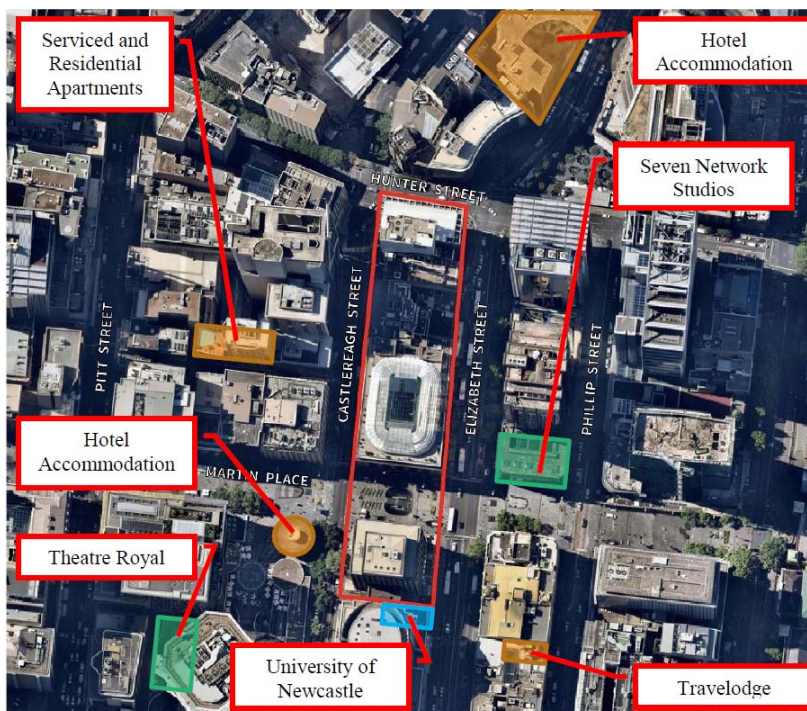 Serviced and
Residential
Apartments
Hotel
Accommodation
Seven Network
Studios
HUNTER STREET
CASTLEREAGH STREET
ELIZABETH STREET
PITT STREET
PHILLIP STREET
Hotel
Accommodation
MARTIN PLACE
Theatre Royal
University of
Newcastle
Travelodge